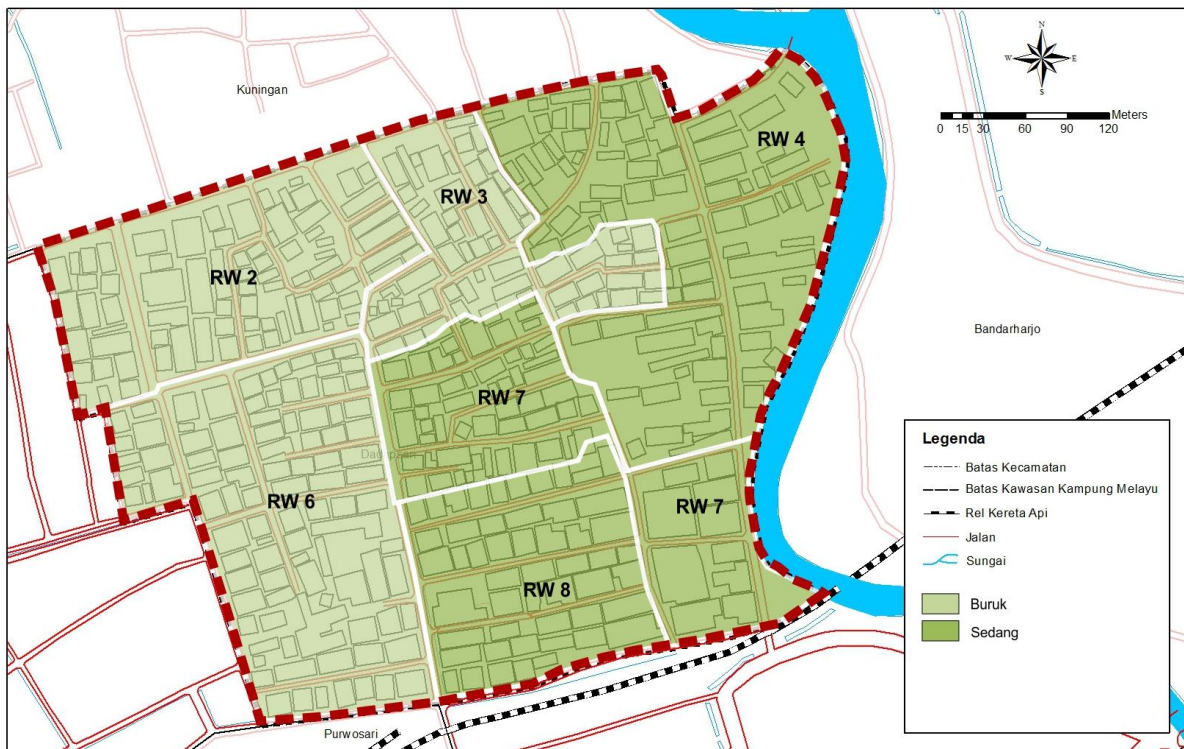 Kuningan
N
W E
S
Meters
0 15 30 60 90 120
RW 4
RW 3
RW 2
Bandarharjo
RW 7
RW 6
RW 7
RW 8
Purwosari
Legenda
Batas Kecamatan
Batas Kawasan Kampung Melayu
Rel Kereta Api
Jalan
Sungai
Buruk
Sedang